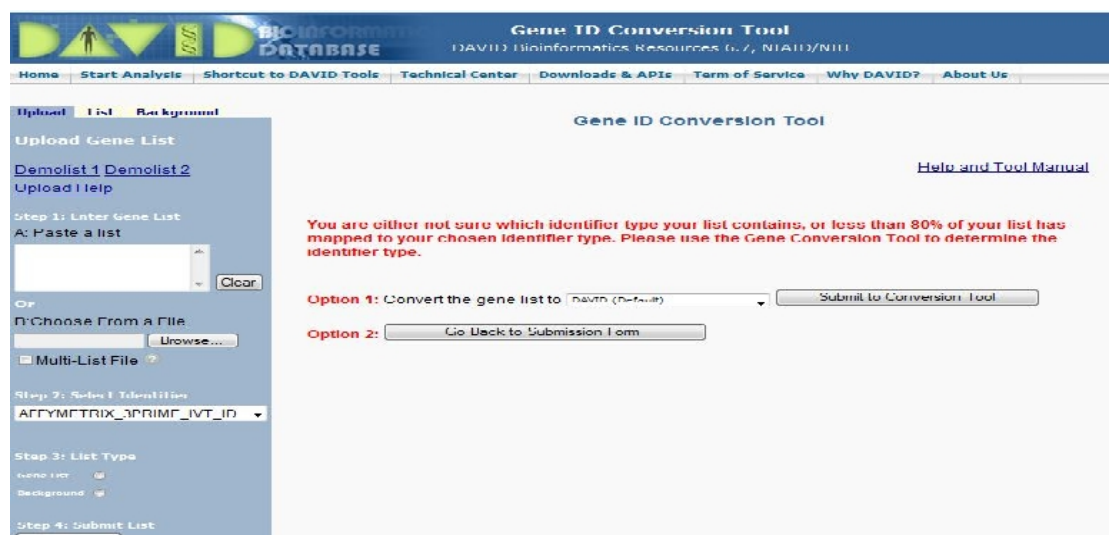 DAVID BIOINFORMATICS DATABASE
Gene ID Conversion Tool
DAVID Bioinformatics Resources 6.7, NIAID/NIH
Home Start Analysis Shortcut to DAVID Tools Technical Center Downloads & APIs Term of Service Why DAVID? About Us
Upload List Background
Gene ID Conversion Tool
Upload Gene List
Help and Tool Manual
Demolist 1 Demolist 2
Upload Help
Step 1: Enter Gene List
A: Paste a list
Clear
Or
B:Choose From a File
Browse...
Multi-List File
Step 2: Select Identifier
AFFYMETRIX_3PRIME_IVT_ID
Step 3: List Type
Gene List
Background
Step 4: Submit List
You are either not sure which identifier type your list contains, or less than 80% of your list has
mapped to your chosen identifier type. Please use the Gene Conversion Tool to determine the
identifier type.
Option 1: Convert the gene list to DAVID (Default) Submit to Conversion Tool
Option 2: Go Back to Submission Form